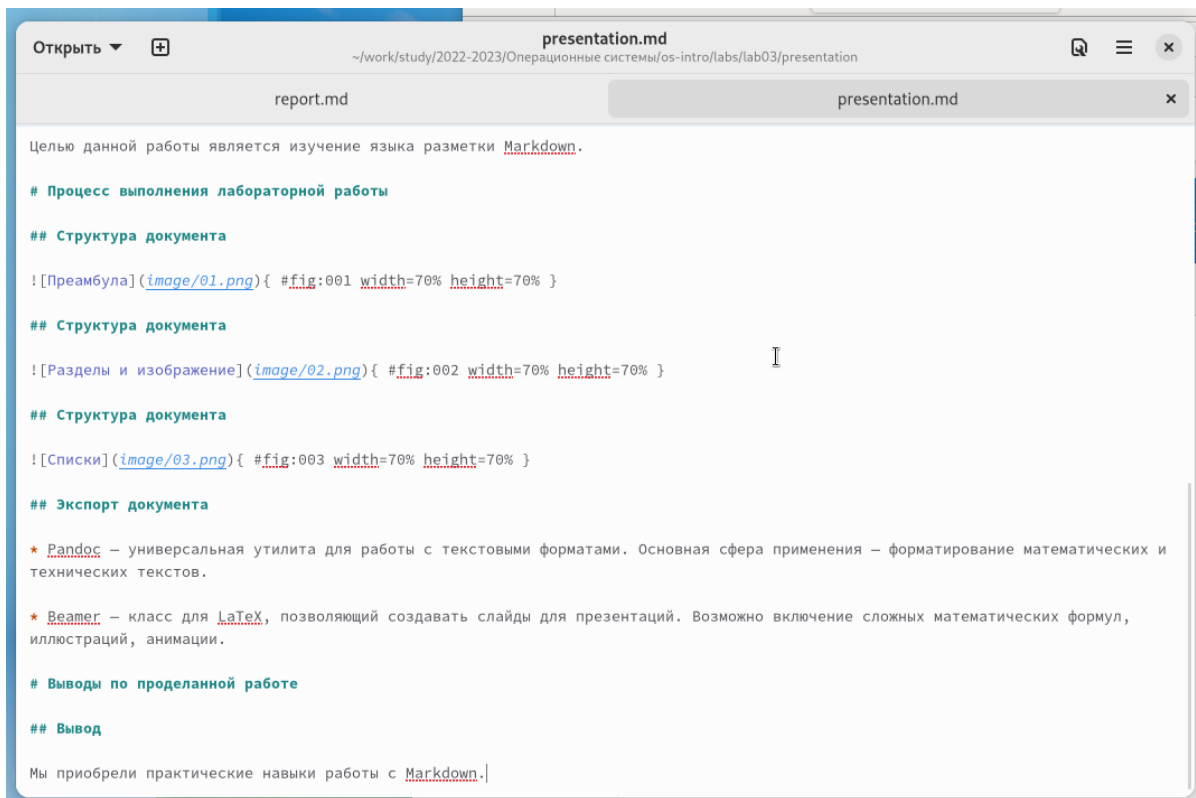 Открыть
presentation.md
~/work/study/2022-2023/Операционные системы/os-intro/labs/lab03/presentation
report.md
presentation.md
Целью данной работы является изучение языка разметки Markdown.
# Процесс выполнения лабораторной работы
## Структура документа
![Преамбула](image/01.png){ #fig:001 width=70% height=70% }
## Структура документа
![Разделы и изображение](image/02.png){ #fig:002 width=70% height=70% }
## Структура документа
![Списки](image/03.png){ #fig:003 width=70% height=70% }
## Экспорт документа
* Pandoc — универсальная утилита для работы с текстовыми форматами. Основная сфера применения — форматирование математических и
технических текстов.
* Beamer — класс для LaTeX, позволяющий создавать слайды для презентаций. Возможно включение сложных математических формул,
иллюстраций, анимации.
# Выводы по проделанной работе
## Вывод
Мы приобрели практические навыки работы с Markdown.